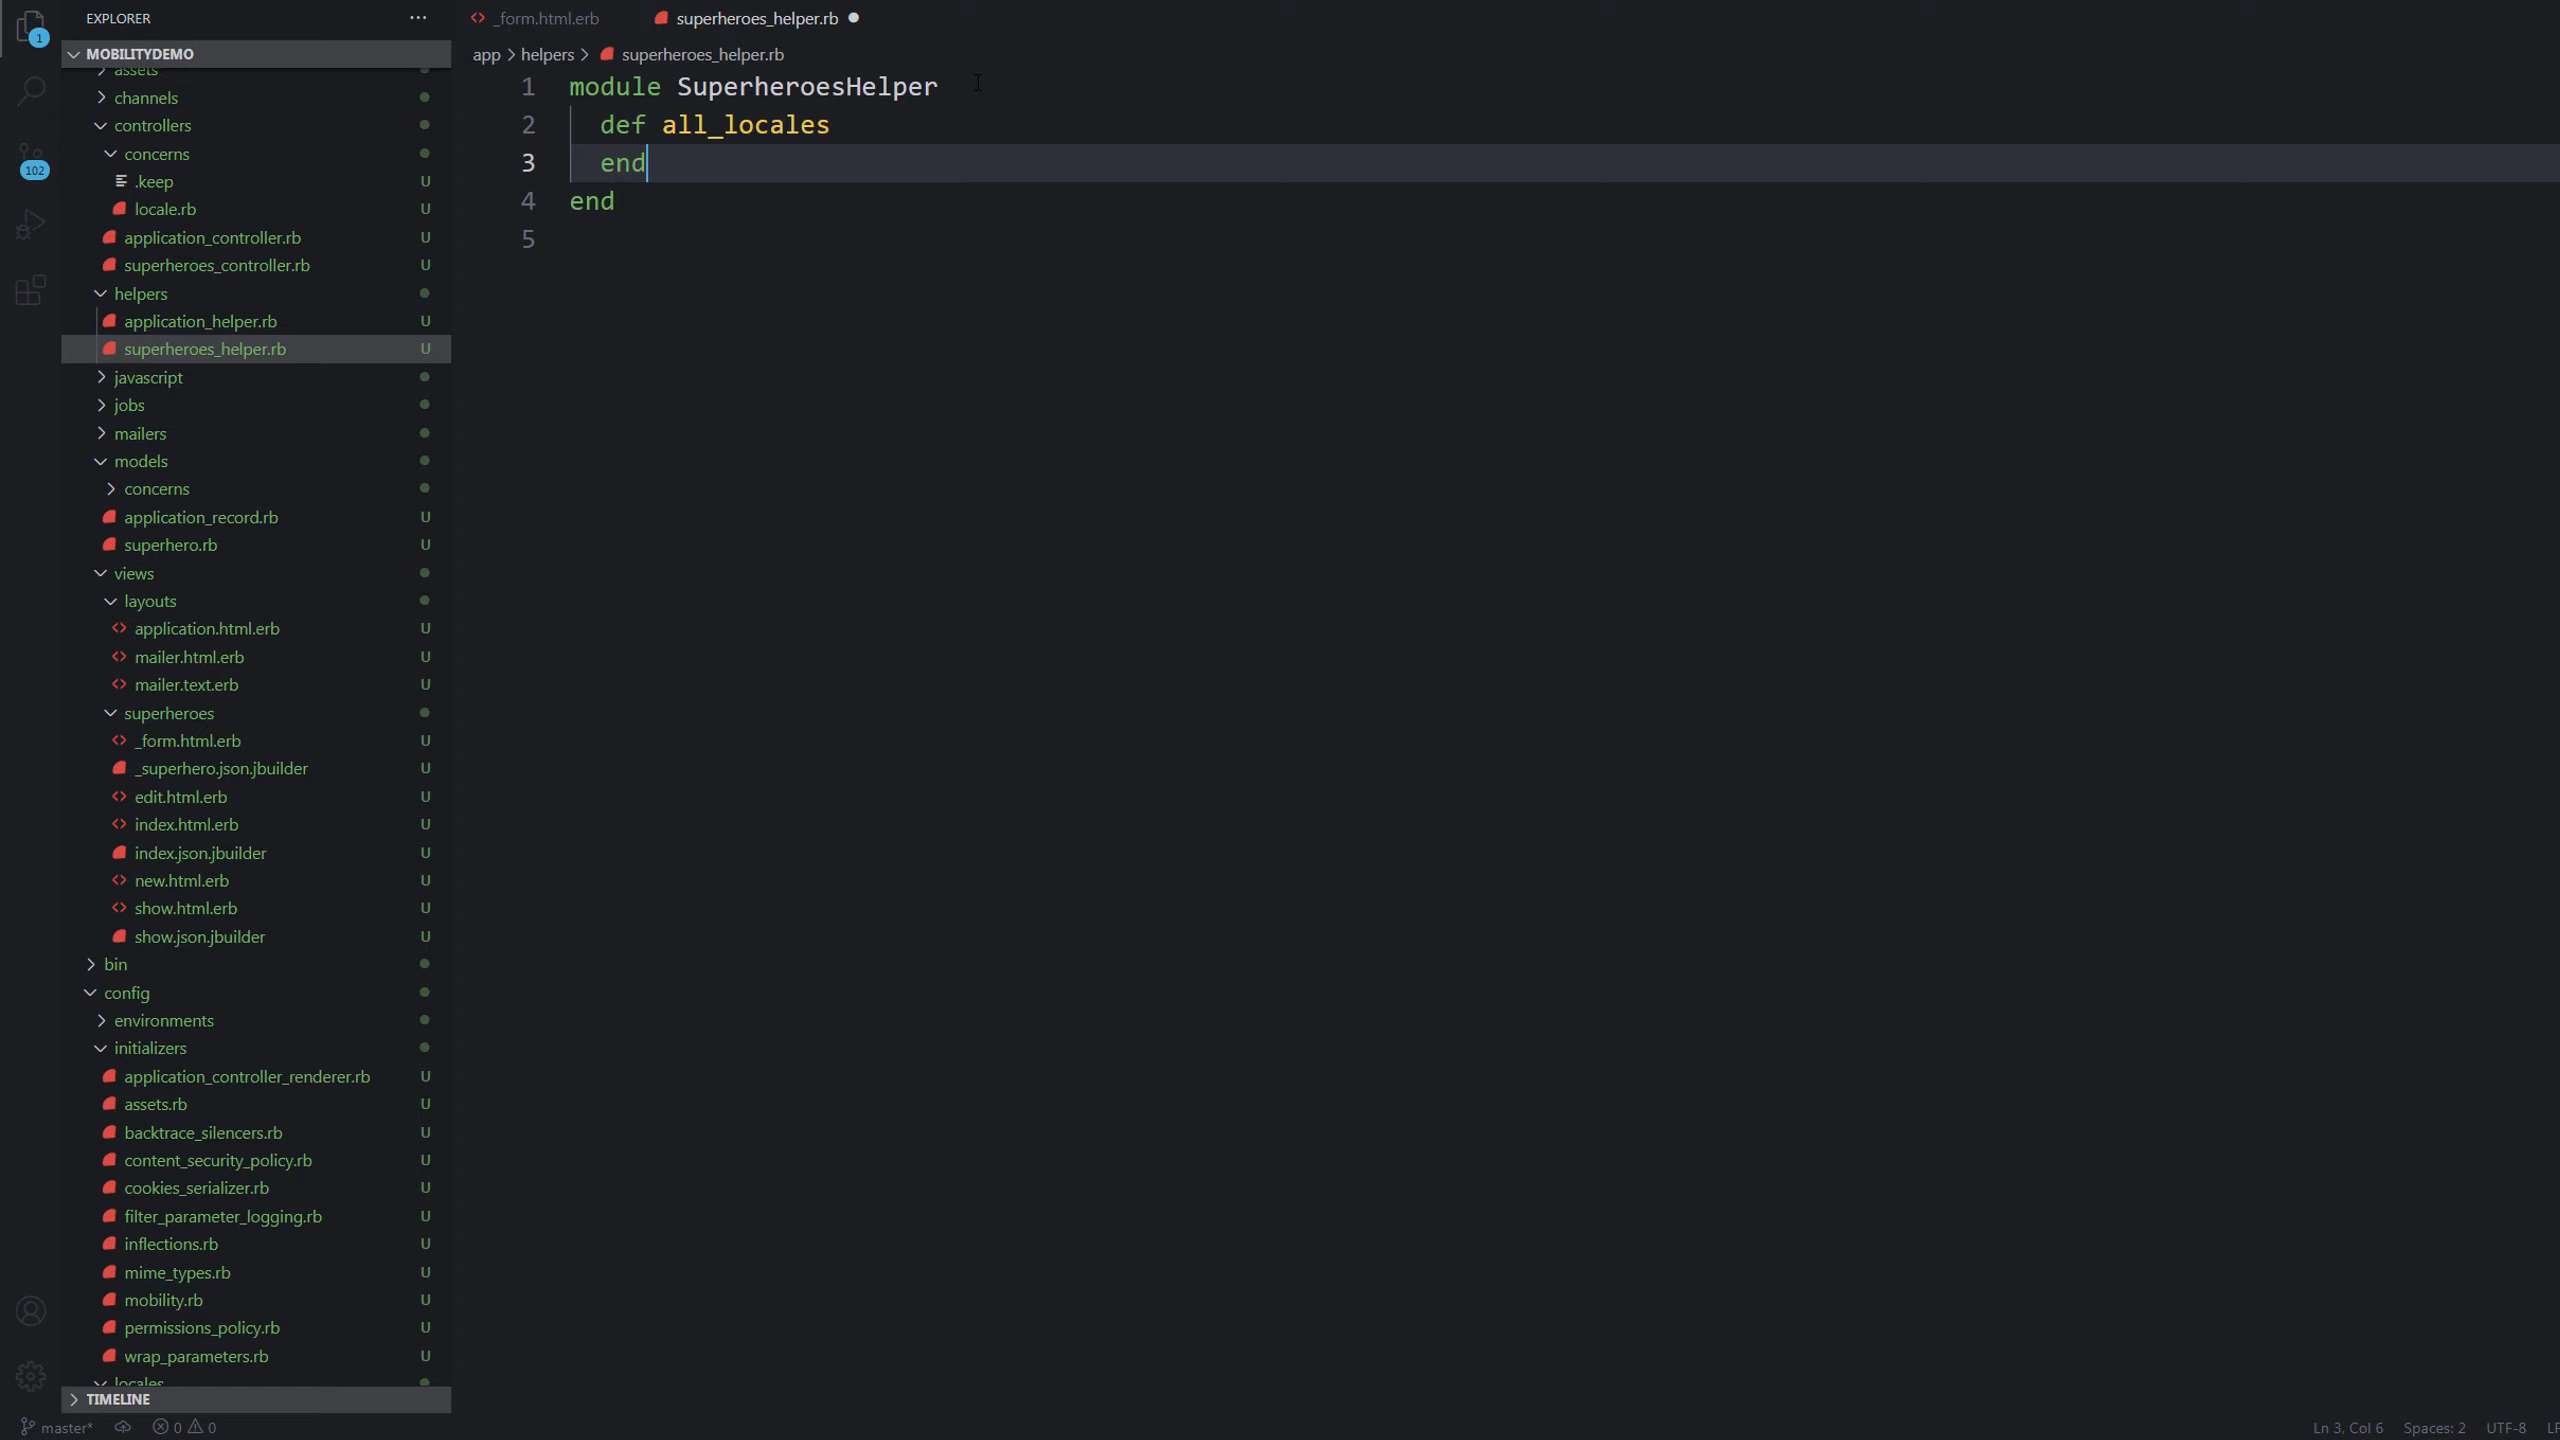 1
102
EXPLORER ···
MOBILITYDEMO
assets
channels
controllers
concerns
.keep U
locale.rb U
application_controller.rb U
superheroes_controller.rb U
helpers
application_helper.rb U
superheroes_helper.rb U
javascript
jobs
mailers
models
concerns
application_record.rb U
superhero.rb U
views
layouts
application.html.erb U
mailer.html.erb U
mailer.text.erb U
superheroes
_form.html.erb U
_superhero.json.jbuilder U
edit.html.erb U
index.html.erb U
index.json.jbuilder U
new.html.erb U
show.html.erb U
show.json.jbuilder U
bin
config
environments
initializers
application_controller_renderer.rb U
assets.rb U
backtrace_silencers.rb U
content_security_policy.rb U
cookies_serializer.rb U
filter_parameter_logging.rb U
inflections.rb U
mime_types.rb U
mobility.rb U
permissions_policy.rb U
wrap_parameters.rb U
locales
TIMELINE
_form.html.erb superheroes_helper.rb
app > helpers > superheroes_helper.rb
1 module SuperheroesHelper
2 def all_locales
3 end
4 end
5
master* 0 0 Ln 3, Col 6 Spaces: 2 UTF-8 LF